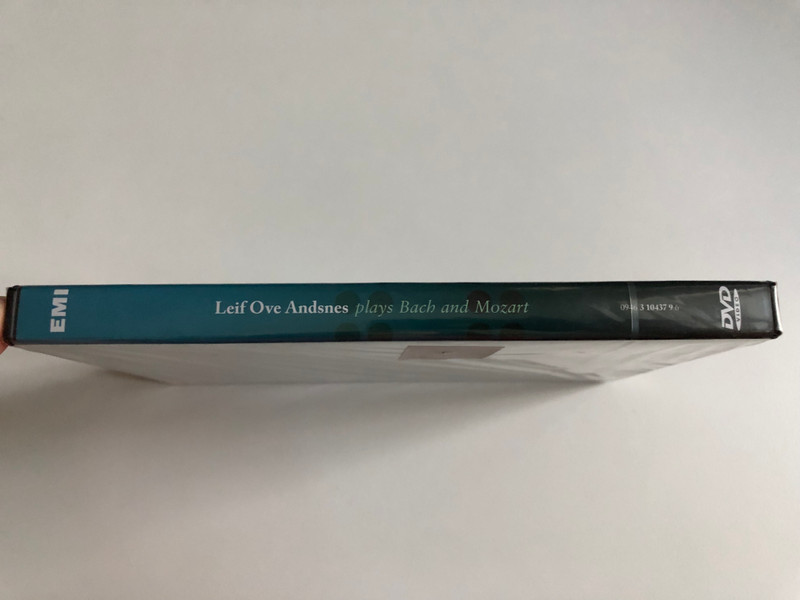 EMI
Leif Ove Andsnes plays Bach and Mozart
0946 3 10437 9 6
DVD
VIDEO